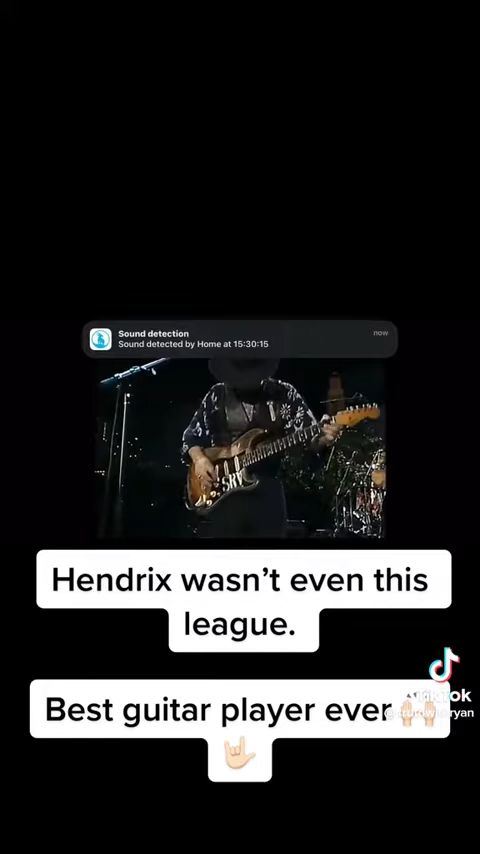 Sound detection
now
Sound detected by Home at 15:30:15
SRV
Hendrix wasn't even this
league.
Best guitar player ever 🙌🏻
🤟🏻
TikTok